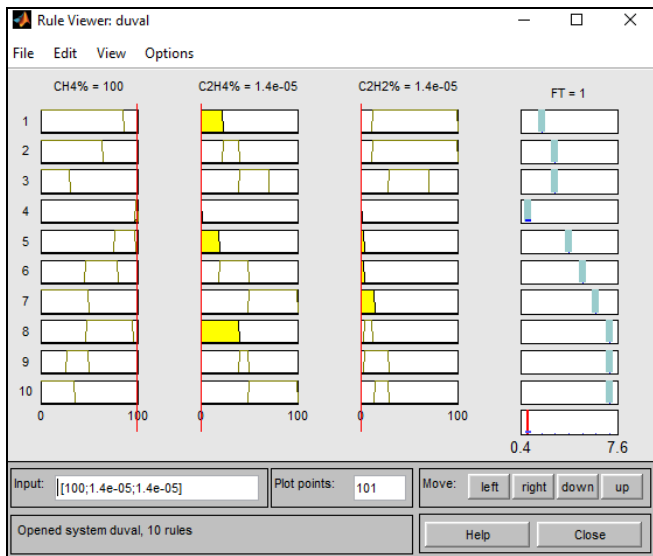 Rule Viewer: duval
File Edit View Options
CH4% = 100 C2H4% = 1.4e-05 C2H2% = 1.4e-05 FT = 1
1
2
3
4
5
6
7
8
9
10
0 100 0 100 0 100
0.4 7.6
Input: [100;1.4e-05;1.4e-05] Plot points: 101 Move: left right down up
Opened system duval, 10 rules Help Close